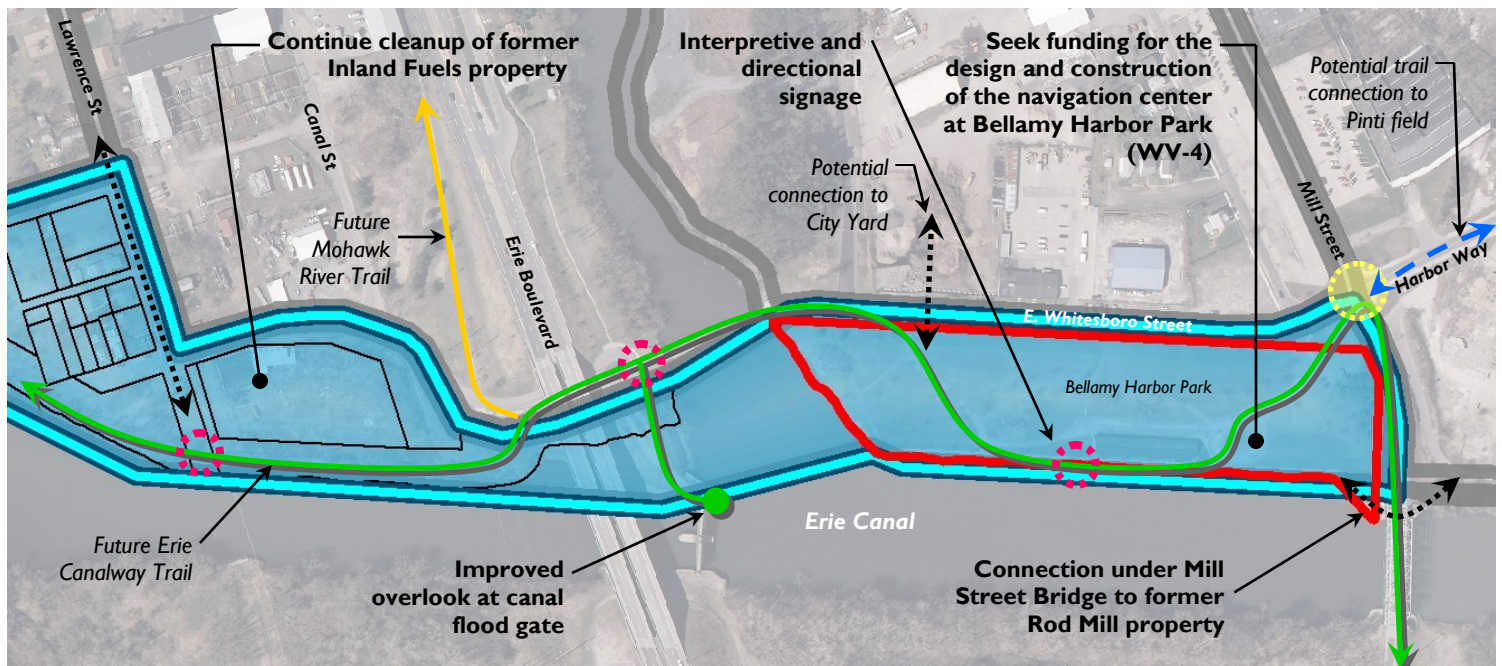 Lawrence St
Continue cleanup of former
Inland Fuels property
Canal St
Future
Mohawk
River Trail
Erie Boulevard
Interpretive and
directional
signage
Potential
connection to
City Yard
Seek funding for the
design and construction
of the navigation center
at Bellamy Harbor Park
(WV-4)
Potential trail
connection to
Pinti field
Mill Street
Harbor Way
E. Whitesboro Street
Bellamy Harbor Park
Erie Canal
Future Erie
Canalway Trail
Improved
overlook at canal
flood gate
Connection under Mill
Street Bridge to former
Rod Mill property